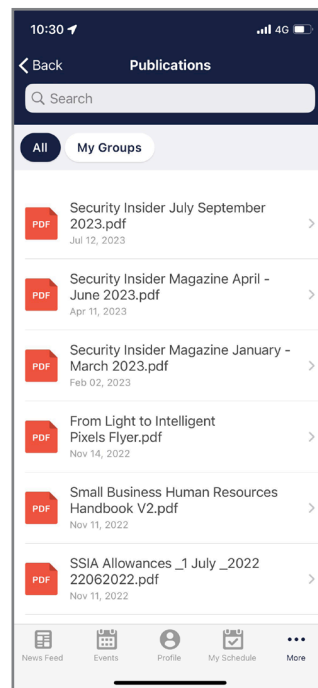 10:30
4G
Back
Publications
Search
All
My Groups
Security Insider July September
2023.pdf
PDF
Jul 12, 2023
Security Insider Magazine April -
June 2023.pdf
PDF
Apr 11, 2023
Security Insider Magazine January -
March 2023.pdf
PDF
Feb 02, 2023
From Light to Intelligent
Pixels Flyer.pdf
PDF
Nov 14, 2022
Small Business Human Resources
Handbook V2.pdf
PDF
Nov 11, 2022
SSIA Allowances _1 July _2022
22062022.pdf
PDF
Nov 11, 2022
News Feed
Events
Profile
My Schedule
More